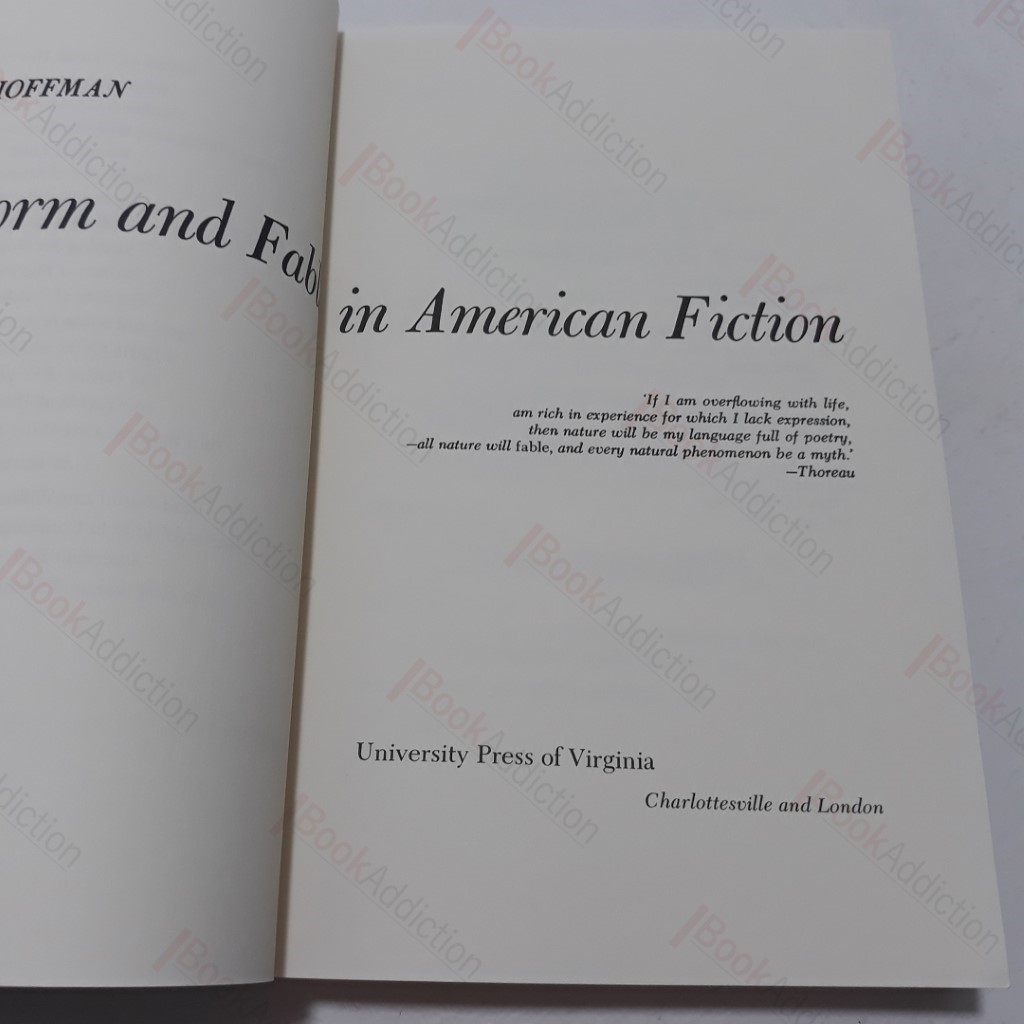 HOFFMAN
orm and Fabl
in American Fiction
'If I am overflowing with life,
am rich in experience for which I lack expression,
then nature will be my language full of poetry,
—all nature will fable, and every natural phenomenon be a myth.'
—Thoreau
University Press of Virginia
Charlottesville and London
BookAddiction